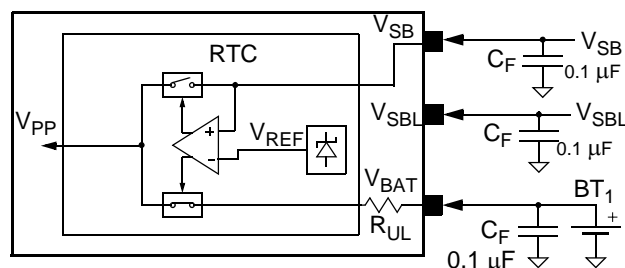 V_SB
RTC
V_SB
C_F 0.1 µF
V_SBL
V_SBL
C_F 0.1 µF
V_PP
+
V_REF
-
V_BAT
R_UL
BT_1
+
C_F
0.1 µF